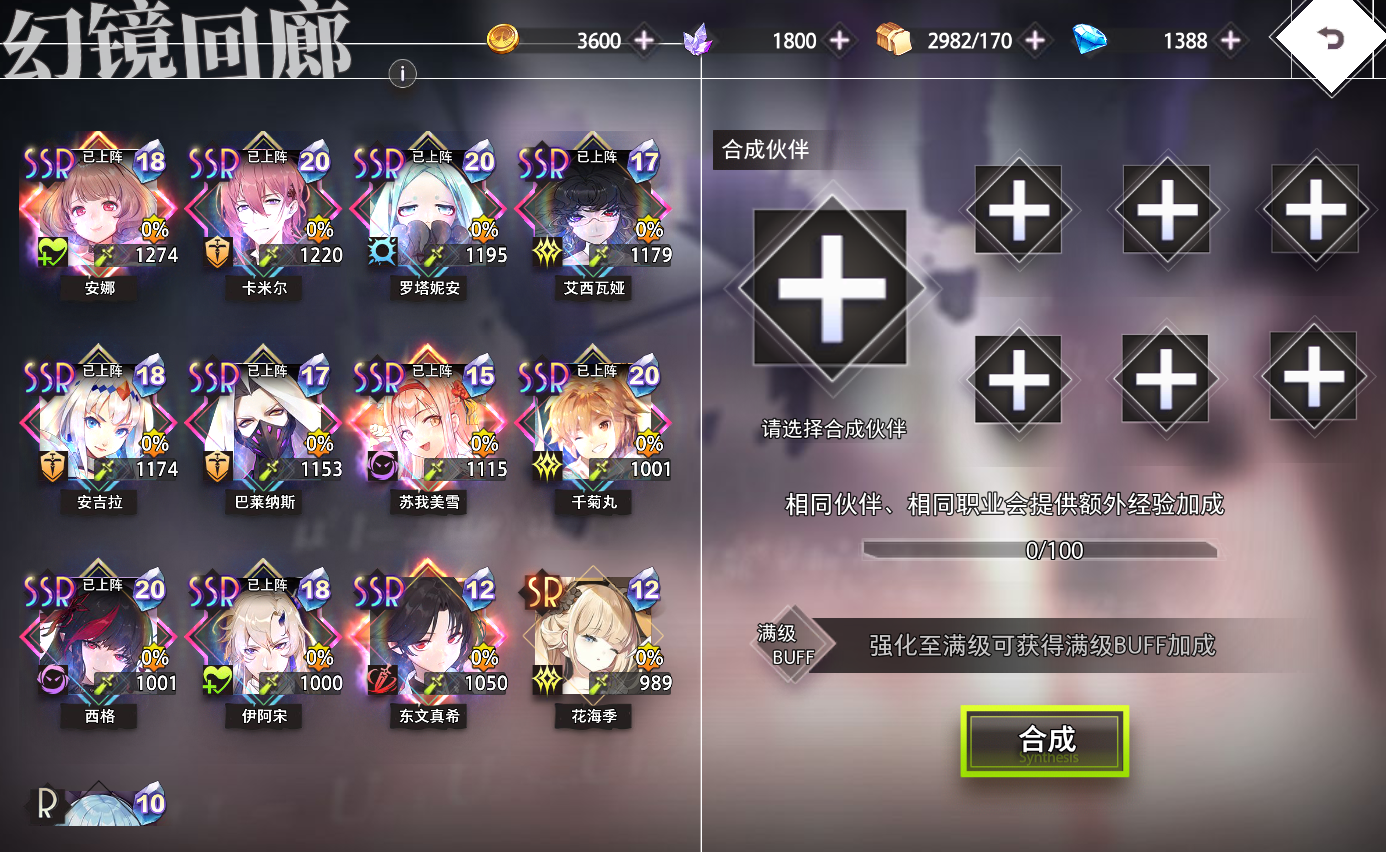 幻镜回廊
i
3600
1800
2982/170
1388
SSR 已上阵 18
0%
1274
安娜
SSR 已上阵 20
0%
1220
卡米尔
SSR 已上阵 20
0%
1195
罗塔妮安
SSR 已上阵 17
0%
1179
艾西瓦娅
SSR 已上阵 18
0%
1174
安吉拉
SSR 已上阵 17
0%
1153
巴莱纳斯
SSR 已上阵 15
0%
1115
苏我美雪
SSR 已上阵 20
0%
1001
千菊丸
SSR 已上阵 20
0%
1001
西格
SSR 已上阵 18
0%
1000
伊阿宋
SSR 12
0%
1050
东文真希
SR 12
0%
989
花海季
R 10
合成伙伴
请选择合成伙伴
相同伙伴、相同职业会提供额外经验加成
0/100
满级
BUFF
强化至满级可获得满级BUFF加成
合成
Synthesis